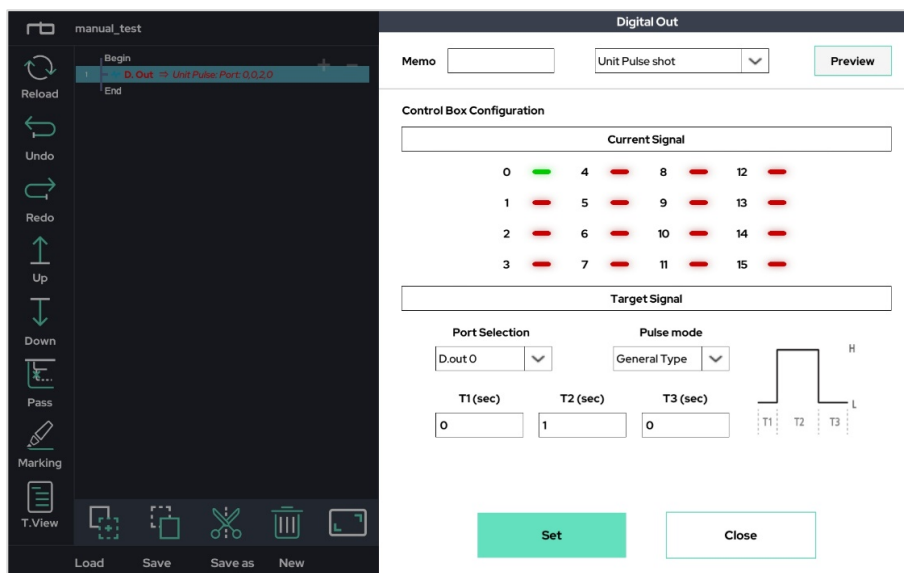 manual_test
Reload
Undo
Redo
Up
Down
Pass
Marking
T.View
Begin
1 D. Out ⇒ Unit Pulse: Port: 0,0,2,0
End
Load Save Save as New
Digital Out
Memo Unit Pulse shot Preview
Control Box Configuration
Current Signal
0 4 8 12
1 5 9 13
2 6 10 14
3 7 11 15
Target Signal
Port Selection Pulse mode
D.out 0 General Type
H
L
T1 (sec) T2 (sec) T3 (sec)
0 1 0
T1 T2 T3
Set Close